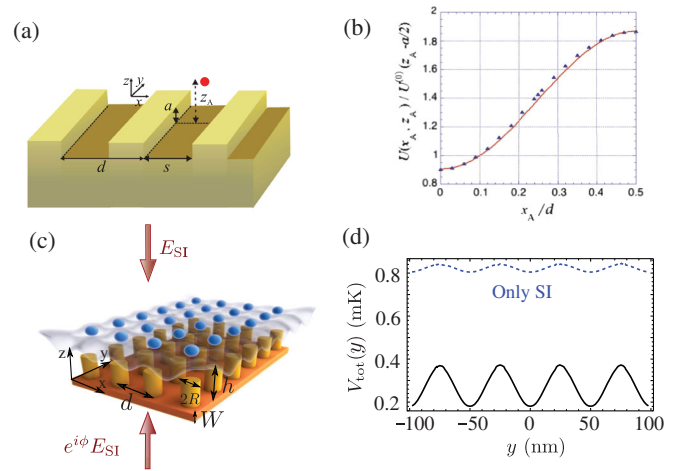 (a)
z
y
x
a
z_A
d
s
(b)
U(x_A, z_A) / U^(0) (z_A -a/2)
2
1.8
1.6
1.4
1.2
1
0.8
0
0.1
0.2
0.3
0.4
0.5
x_A/d
(c)
E_SI
z
y
x
d
2R
h
W
e^{iϕ} E_SI
(d)
V_tot(y) (mK)
0.8
0.6
0.4
0.2
Only SI
−100
−50
0
50
100
y (nm)